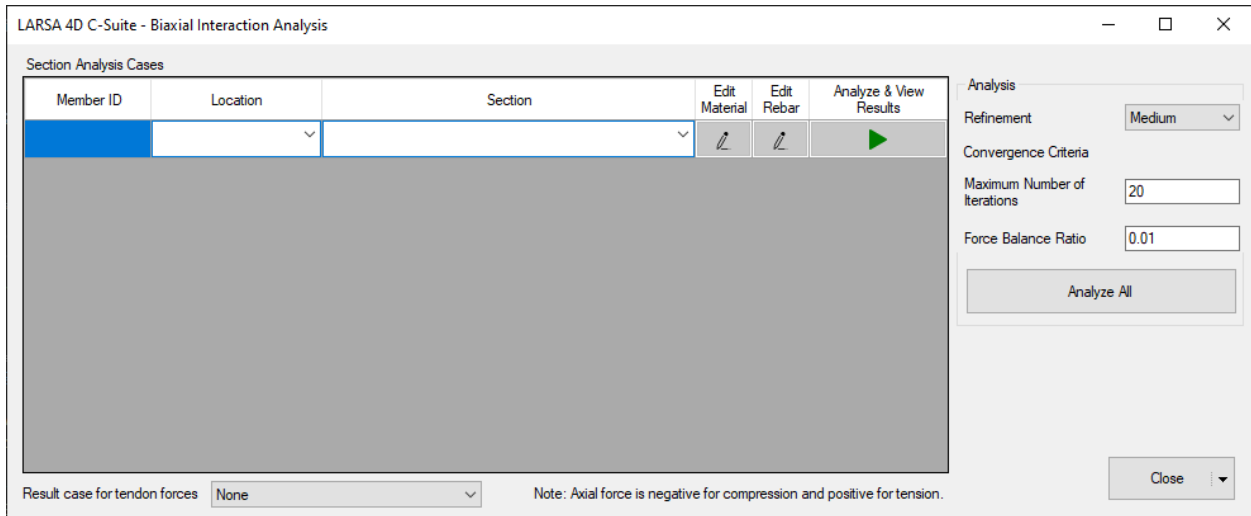 LARSA 4D C-Suite - Biaxial Interaction Analysis
Section Analysis Cases
Member ID
Location
Section
Edit
Material
Edit
Rebar
Analyze & View
Results
Analysis
Refinement
Medium
Convergence Criteria
Maximum Number of
Iterations
20
Force Balance Ratio
0.01
Analyze All
Result case for tendon forces
None
Note: Axial force is negative for compression and positive for tension.
Close